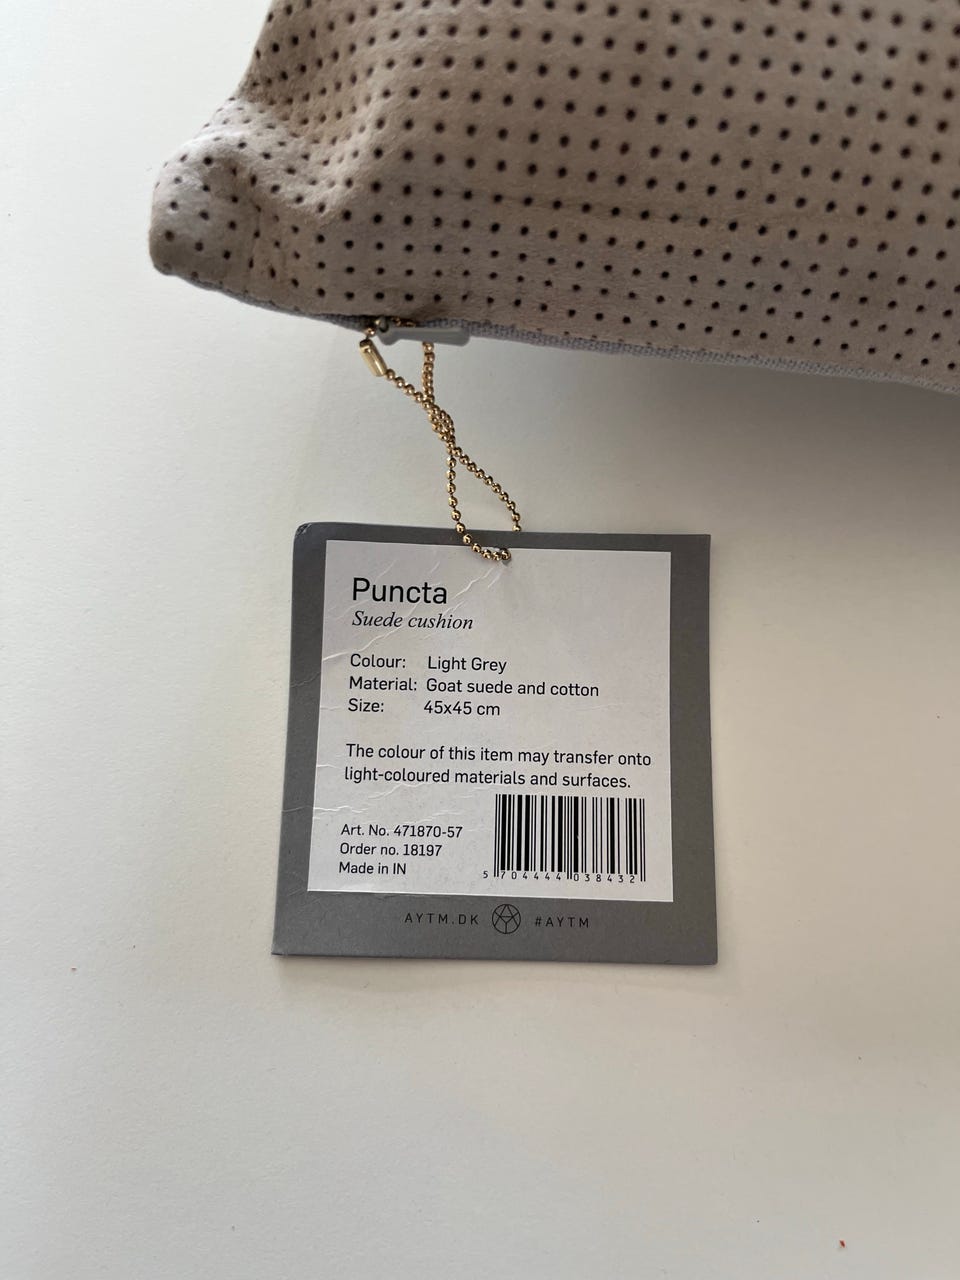 Puncta
Suede cushion
Colour: Light Grey
Material: Goat suede and cotton
Size: 45x45 cm
The colour of this item may transfer onto
light-coloured materials and surfaces.
Art. No. 471870-57
Order no. 18197
Made in IN
5 704444 038432
AYTM.DK #AYTM